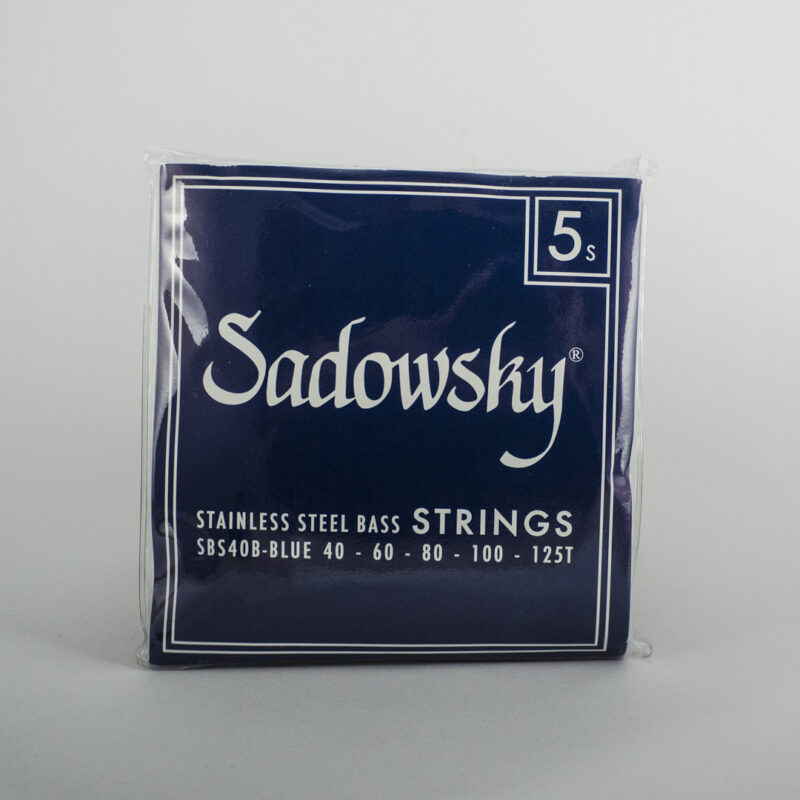 5s
Sadowsky®
STAINLESS STEEL BASS STRINGS
SBS40B-BLUE 40 - 60 - 80 - 100 - 125T